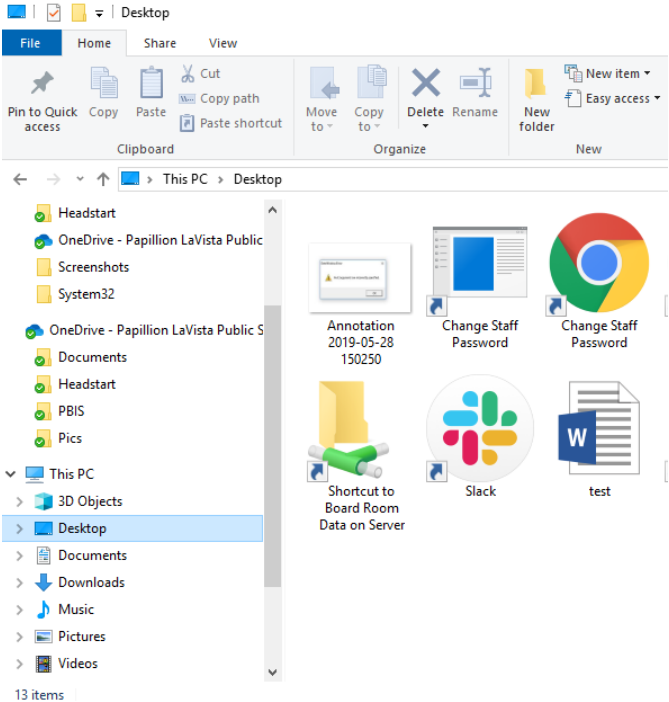 Desktop
File Home Share View
Pin to Quick access
Copy
Paste
Cut
Copy path
Paste shortcut
Clipboard
Move to
Copy to
Delete
Rename
Organize
New folder
New item
Easy access
New
This PC > Desktop
Headstart
OneDrive - Papillion LaVista Public
Screenshots
System32
OneDrive - Papillion LaVista Public S
Documents
Headstart
PBIS
Pics
This PC
3D Objects
Desktop
Documents
Downloads
Music
Pictures
Videos
Annotation
2019-05-28
150250
Change Staff
Password
Change Staff
Password
Shortcut to
Board Room
Data on Server
Slack
W
test
13 items